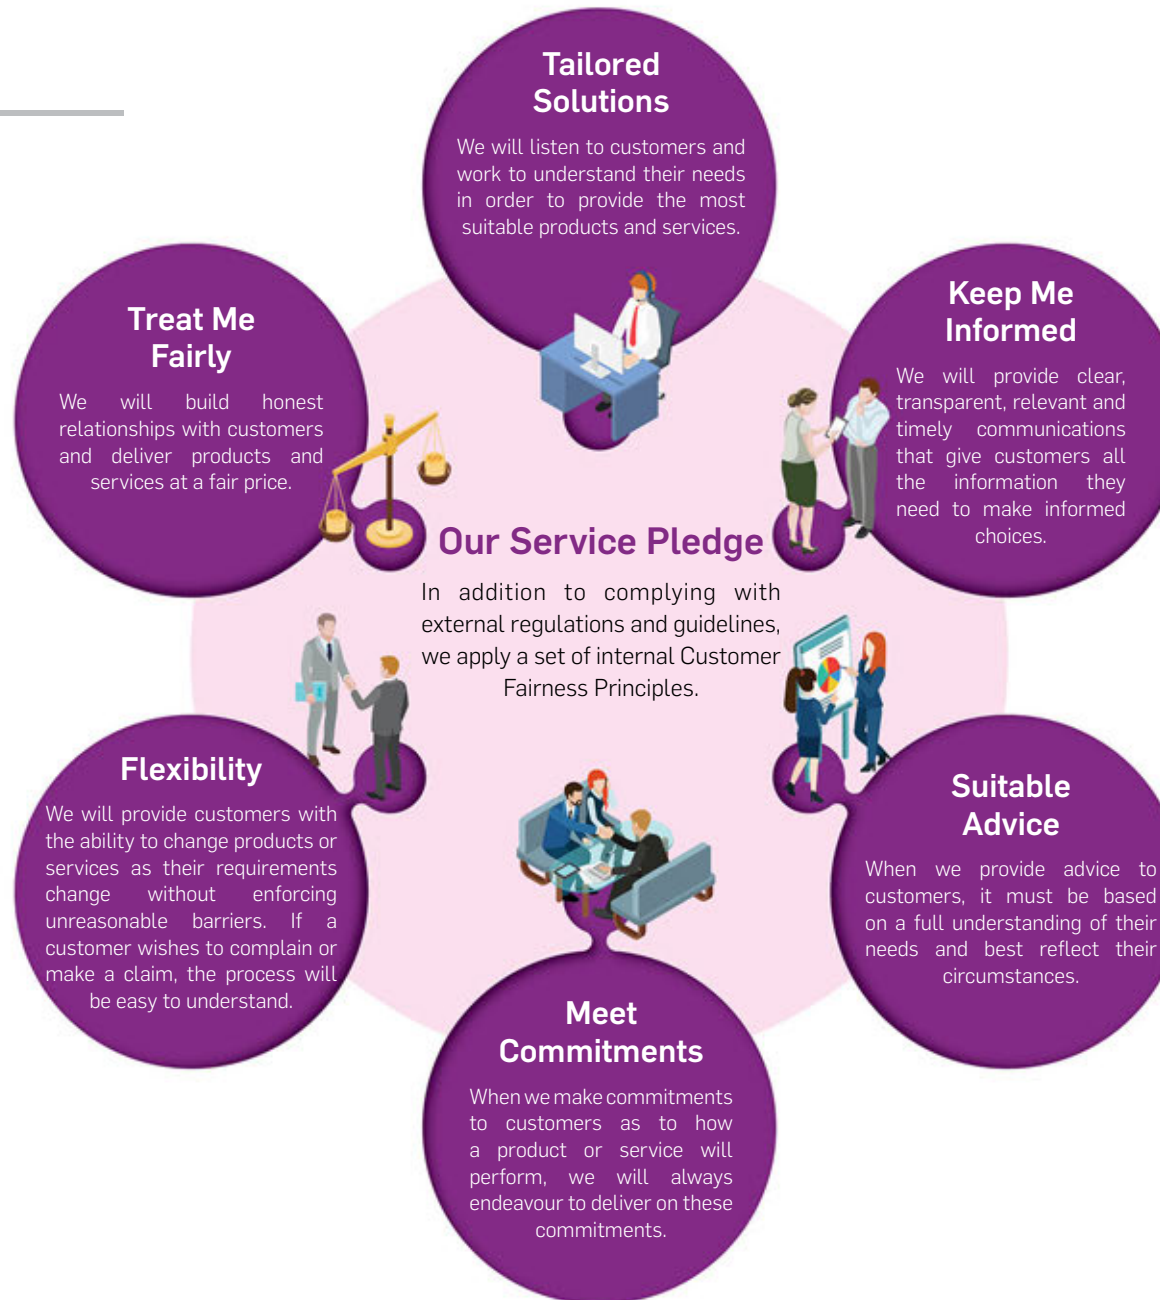 Tailored
Solutions
We will listen to customers and
work to understand their needs
in order to provide the most
suitable products and services.
Keep Me
Informed
We will provide clear,
transparent, relevant and
timely communications
that give customers all
the information they
need to make informed
choices.
Treat Me
Fairly
We will build honest
relationships with customers
and deliver products and
services at a fair price.
Our Service Pledge
In addition to complying with
external regulations and guidelines,
we apply a set of internal Customer
Fairness Principles.
Flexibility
We will provide customers with
the ability to change products or
services as their requirements
change without enforcing
unreasonable barriers. If a
customer wishes to complain or
make a claim, the process will
be easy to understand.
Suitable
Advice
When we provide advice to
customers, it must be based
on a full understanding of their
needs and best reflect their
circumstances.
Meet
Commitments
When we make commitments
to customers as to how
a product or service will
perform, we will always
endeavour to deliver on these
commitments.